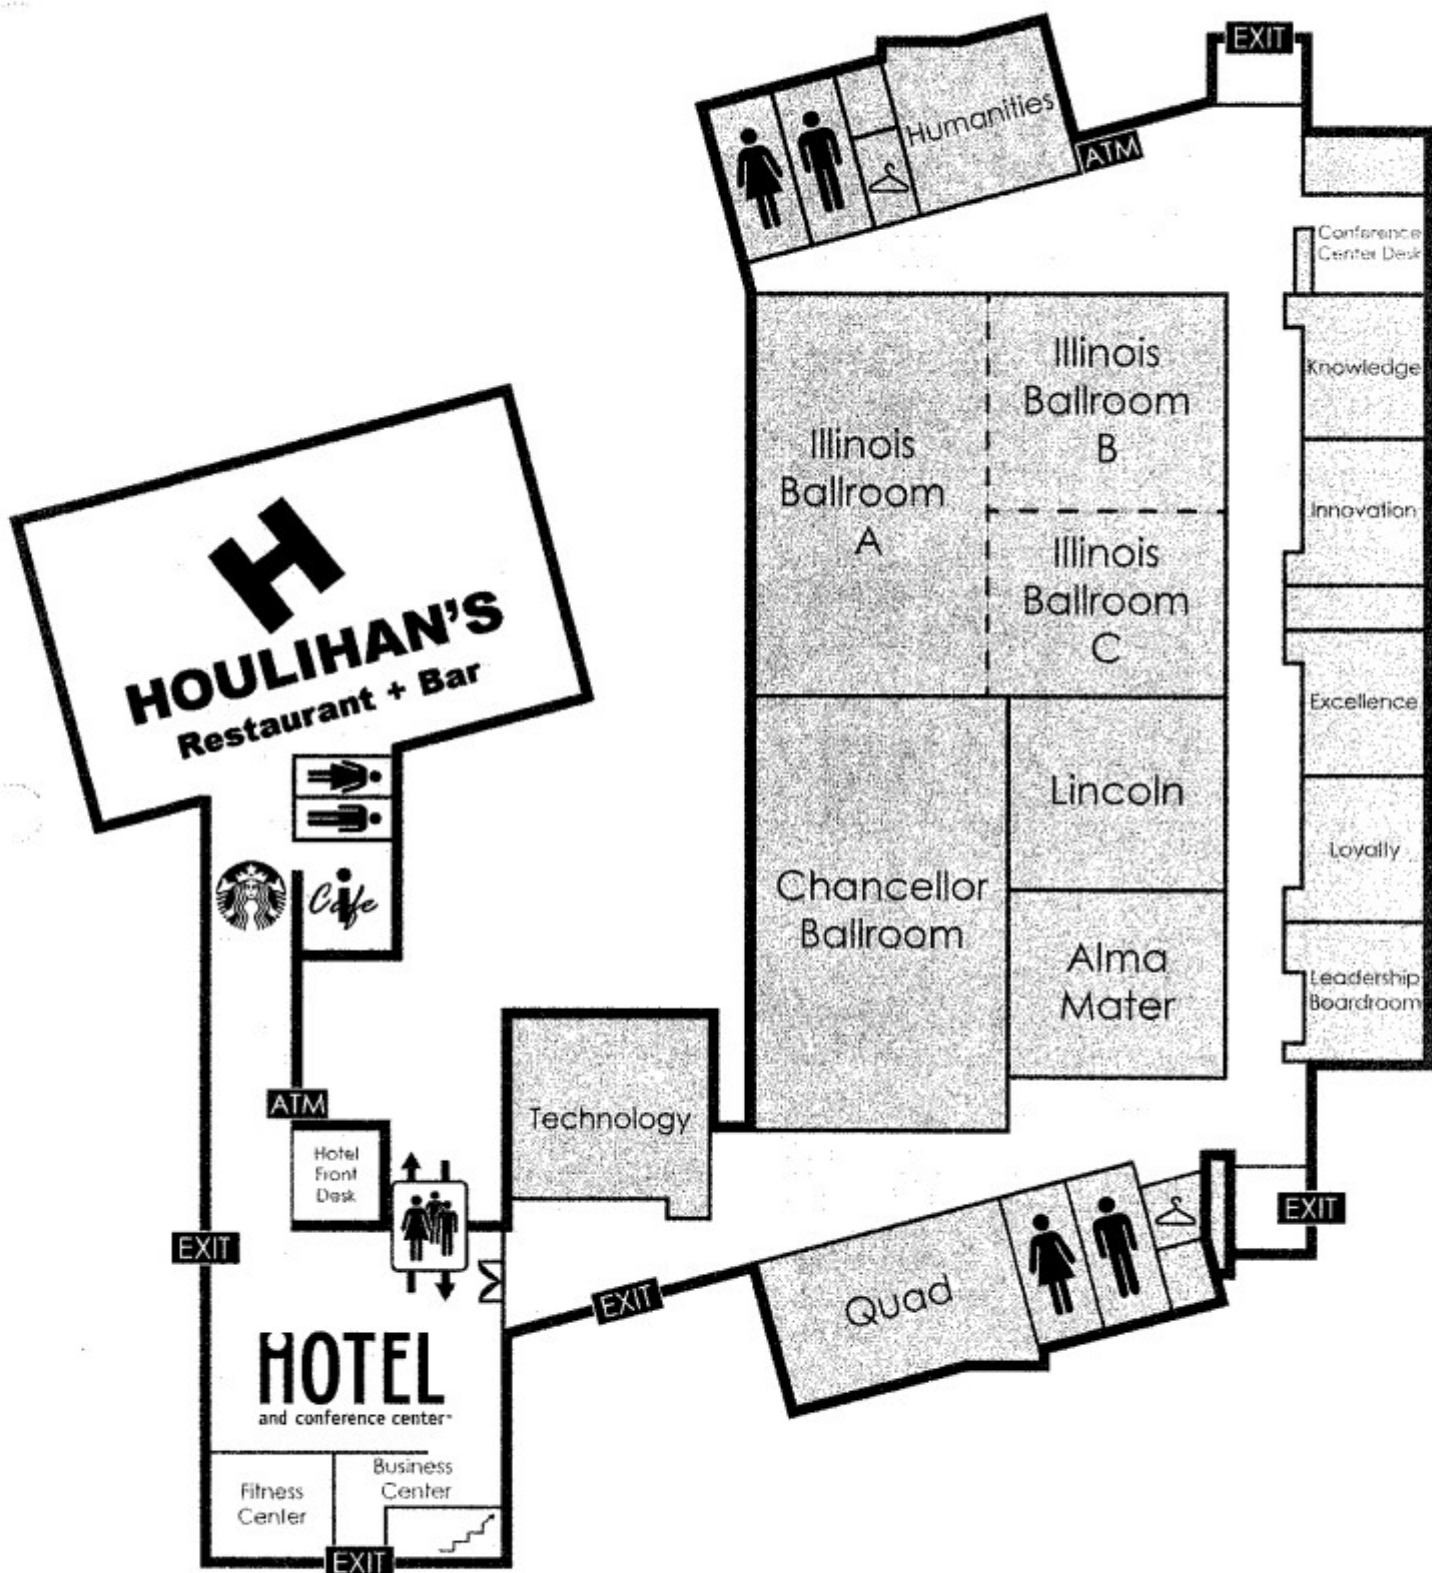 EXIT
Humanities
ATM
Conference
Center Desk
Illinois
Ballroom
A
Illinois
Ballroom
B
Illinois
Ballroom
C
Knowledge
Innovation
Excellence
Loyally
Leadership
Boardroom
H
HOULIHAN'S
Restaurant + Bar
Lincoln
Chancellor
Ballroom
Alma
Mater
Cife
ATM
Hotel
Front
Desk
Technology
EXIT
EXIT
EXIT
Quad
HOTEL
and conference center
Fitness
Center
Business
Center
EXIT